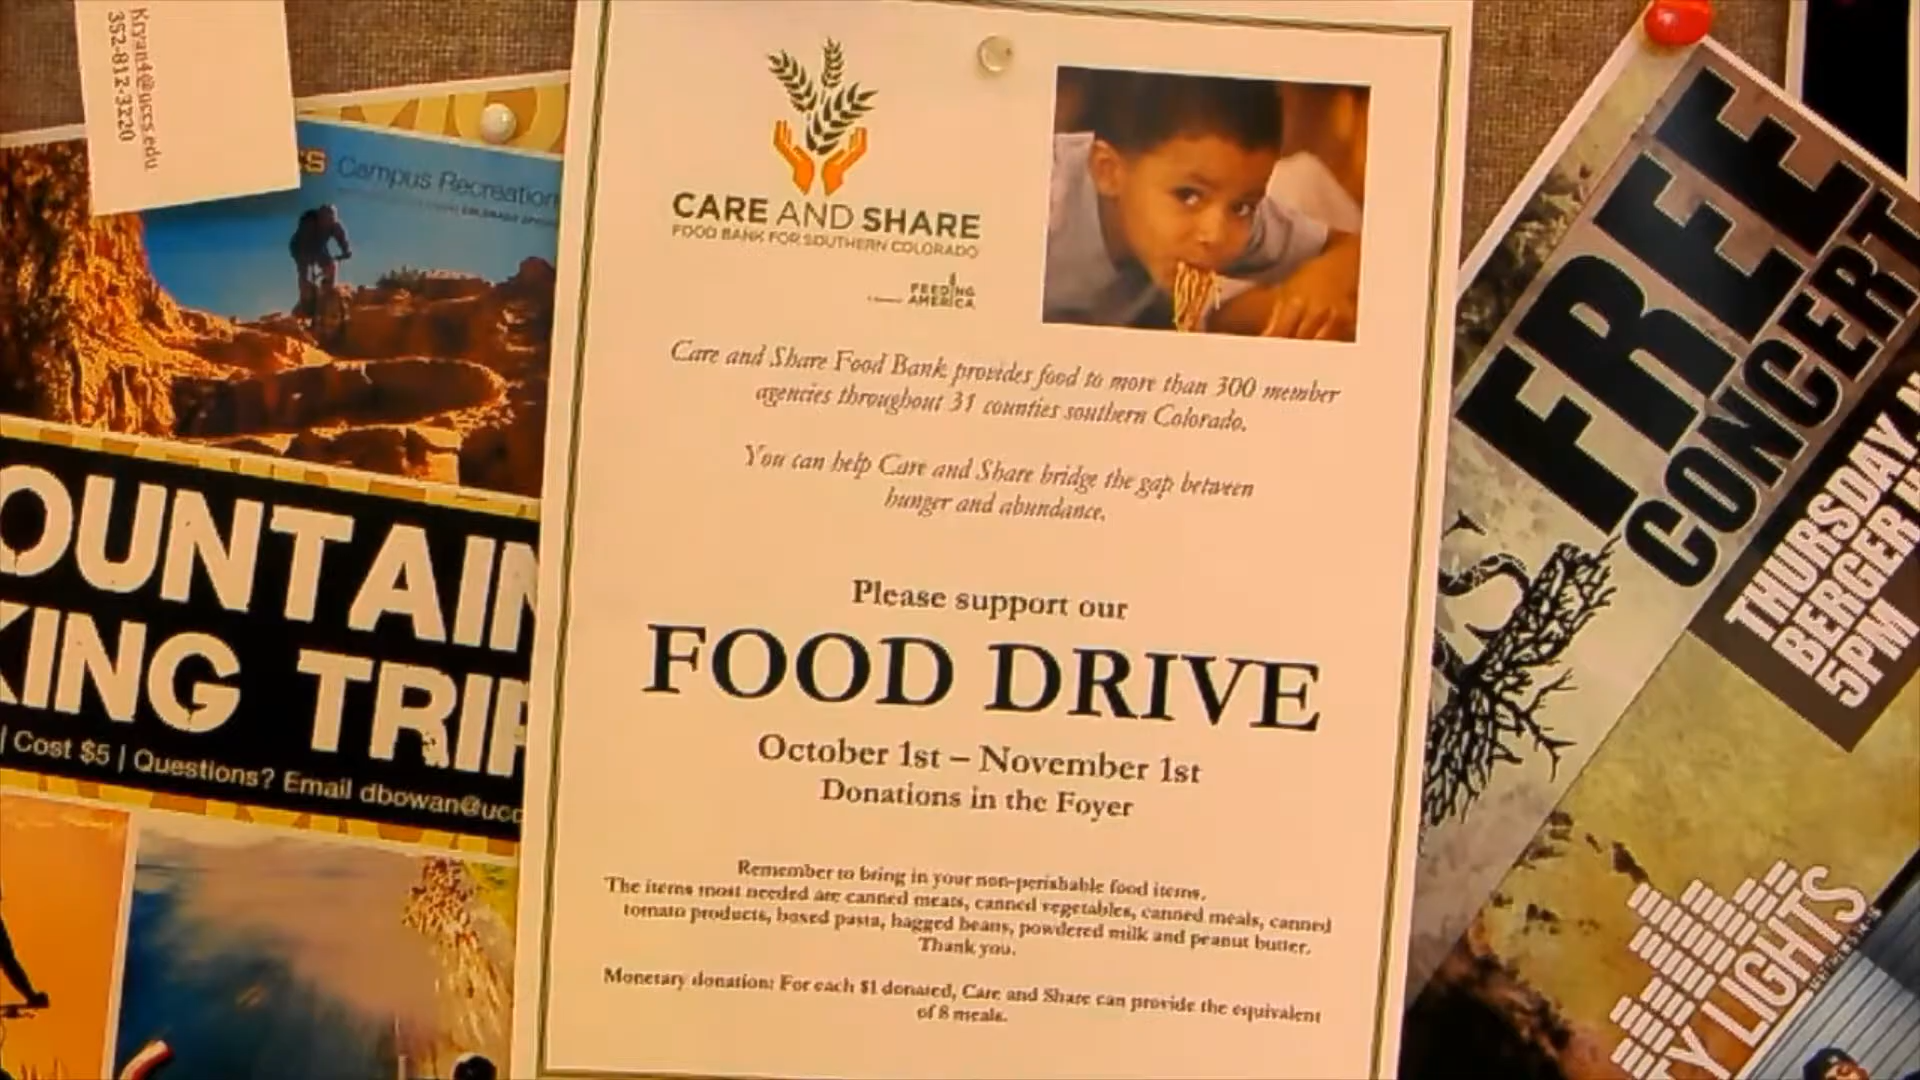 Kryan4@uccs.edu
352-812-3220
CS Campus Recreation
OUNTAIN
KING TRIP
| Cost $5 | Questions? Email dbowan@ucc
CARE AND SHARE
FOOD BANK FOR SOUTHERN COLORADO
FEEDING
AMERICA
Care and Share Food Bank provides food to more than 300 member
agencies throughout 31 counties southern Colorado.
You can help Care and Share bridge the gap between
hunger and abundance.
Please support our
FOOD DRIVE
October 1st – November 1st
Donations in the Foyer
Remember to bring in your non-perishable food items.
The items most needed are canned meats, canned vegetables, canned meals, canned
tomato products, boxed pasta, bagged beans, powdered milk and peanut butter.
Thank you.
Monetary donation: For each $1 donated, Care and Share can provide the equivalent
of 8 meals.
FREE
CONCERT
THURSDAY
BERGER H
5PM
TY LIGHTS